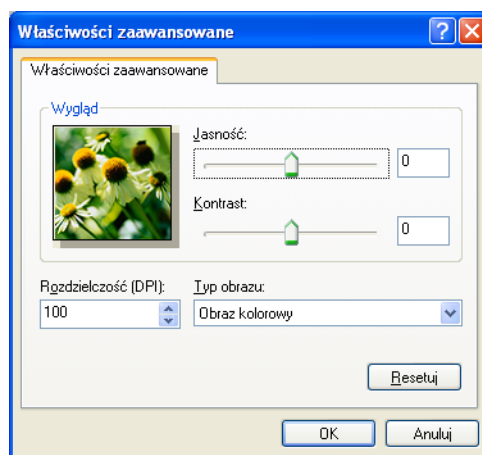 Właściwości zaawansowane
Właściwości zaawansowane
Wygląd
Jasność:
0
Kontrast:
0
Rozdzielczość (DPI): Typ obrazu:
100 Obraz kolorowy
Resetuj
OK Anuluj